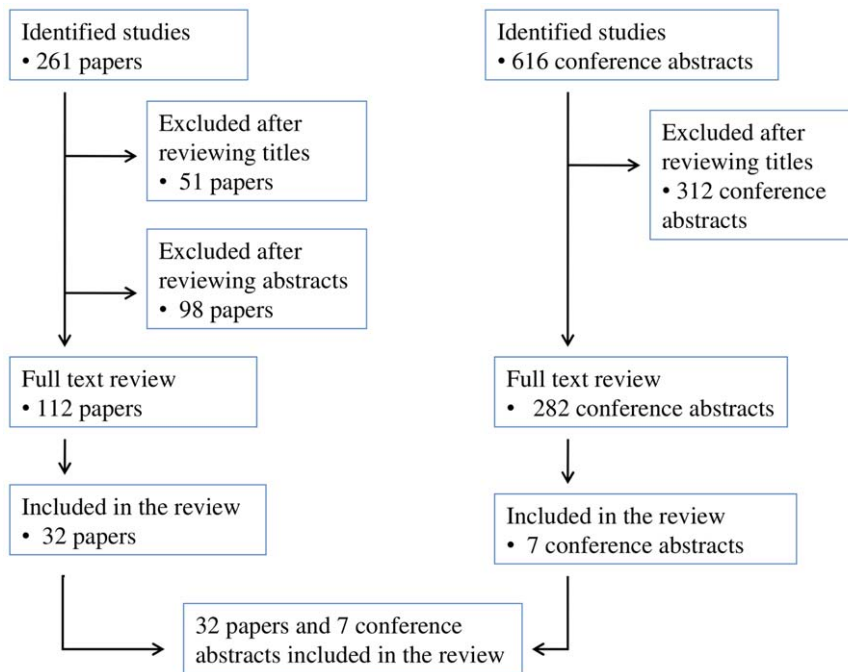 Identified studies
• 261 papers
Excluded after
reviewing titles
• 51 papers
Excluded after
reviewing abstracts
• 98 papers
Full text review
• 112 papers
Included in the review
• 32 papers
Identified studies
• 616 conference abstracts
Excluded after
reviewing titles
• 312 conference
abstracts
Full text review
• 282 conference abstracts
Included in the review
• 7 conference abstracts
32 papers and 7 conference
abstracts included in the review